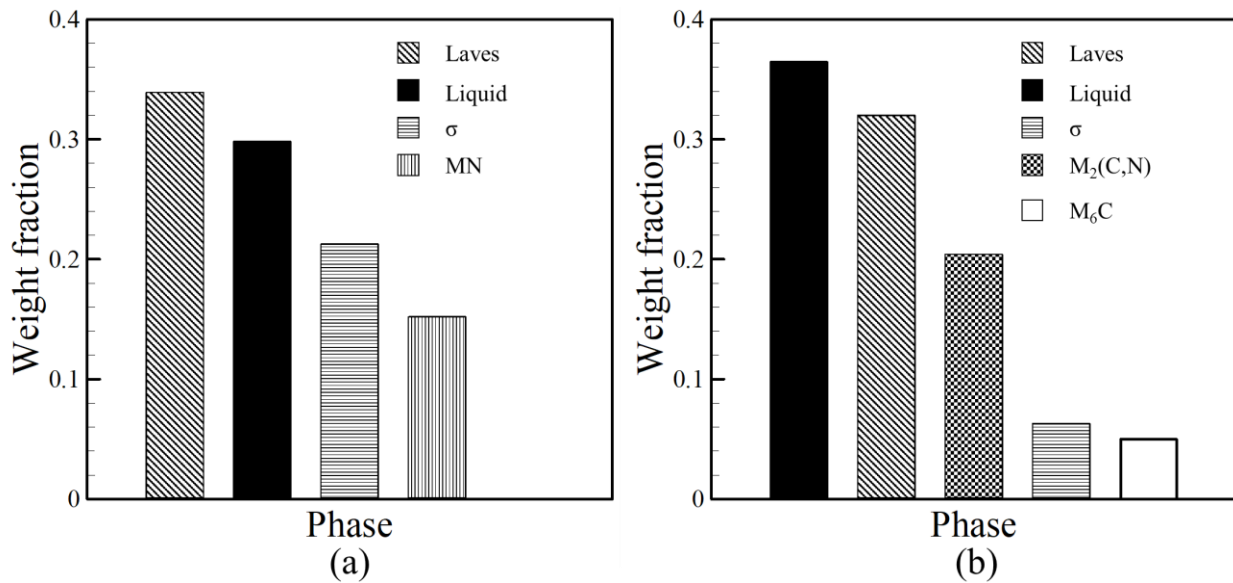 0.4
0.3
0.2
0.1
0
Weight fraction
Laves
Liquid
σ
MN
Phase
(a)
0.4
0.3
0.2
0.1
0
Weight fraction
Laves
Liquid
σ
M₂(C,N)
M₆C
Phase
(b)